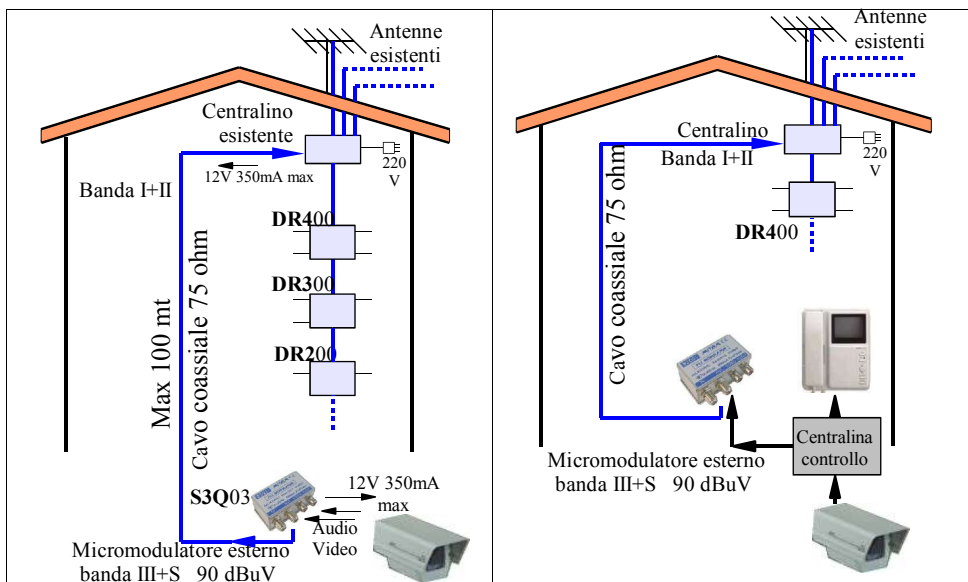 Antenne
esistenti
Centralino
esistente
220
V
12V 350mA max
Banda I+II
DR400
DR300
DR200
Max 100 mt
Cavo coassiale 75 ohm
S3Q03
12V 350mA
max
Audio
Video
Micromodulatore esterno
banda III+S 90 dBuV
Antenne
esistenti
Centralino
Banda I+II
220
V
DR400
Cavo coassiale 75 ohm
Centralina
controllo
Micromodulatore esterno
banda III+S 90 dBuV